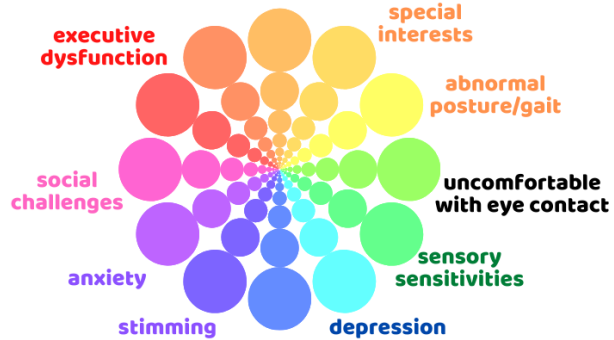 special
interests
executive
dysfunction
abnormal
posture/gait
social
challenges
uncomfortable
with eye contact
anxiety
sensory
sensitivities
stimming
depression